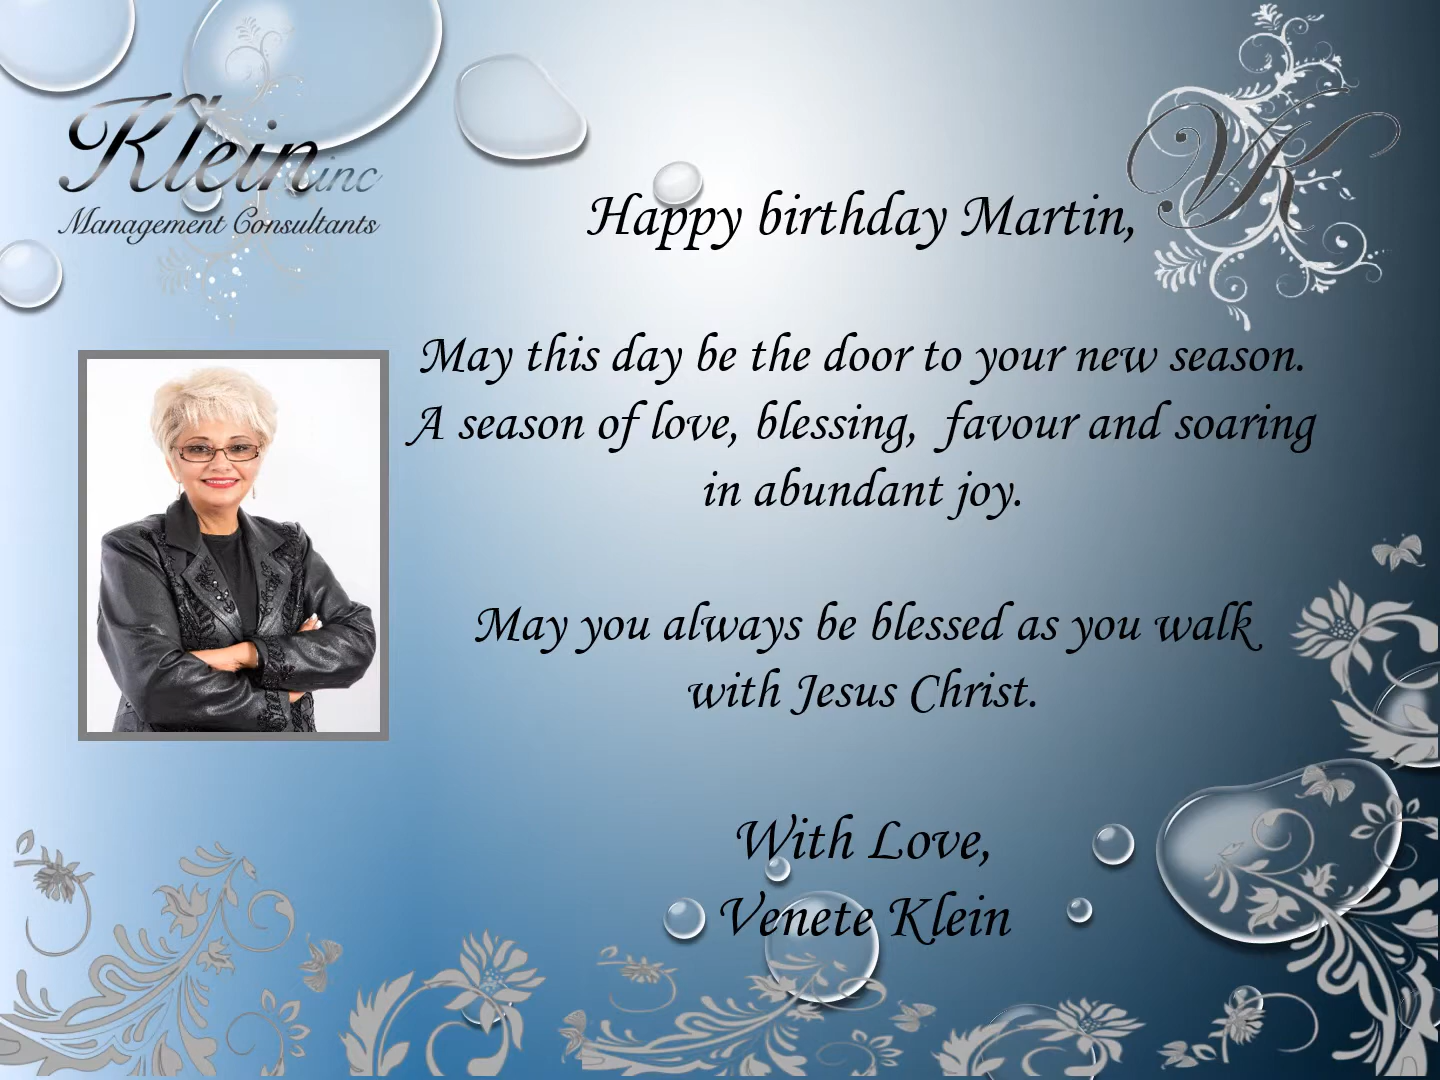 Klein inc
Management Consultants
VK
Happy birthday Martin,
May this day be the door to your new season.
A season of love, blessing, favour and soaring
in abundant joy.
May you always be blessed as you walk
with Jesus Christ.
With Love,
Venete Klein